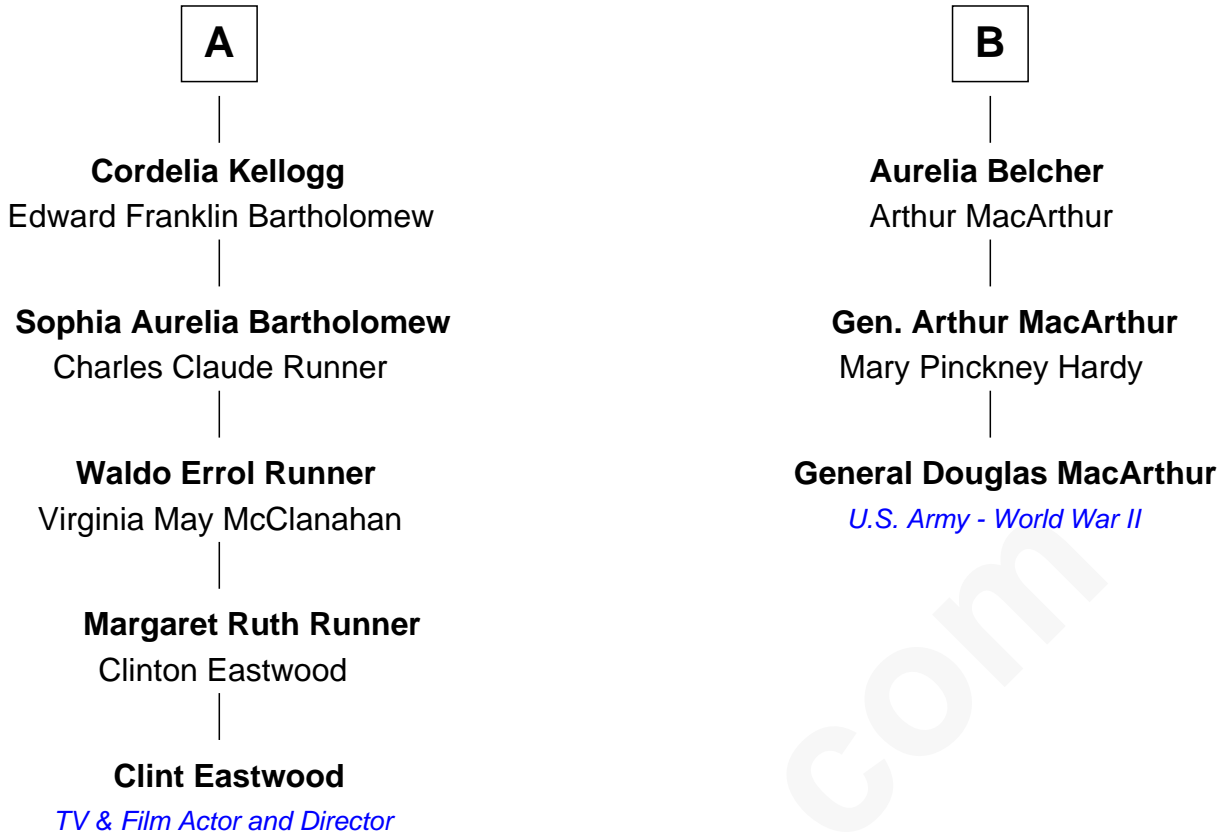 A
Cordelia Kellogg
Edward Franklin Bartholomew
Sophia Aurelia Bartholomew
Charles Claude Runner
Waldo Errol Runner
Virginia May McClanahan
Margaret Ruth Runner
Clinton Eastwood
Clint Eastwood
TV & Film Actor and Director
B
Aurelia Belcher
Arthur MacArthur
Gen. Arthur MacArthur
Mary Pinckney Hardy
General Douglas MacArthur
U.S. Army - World War II
com